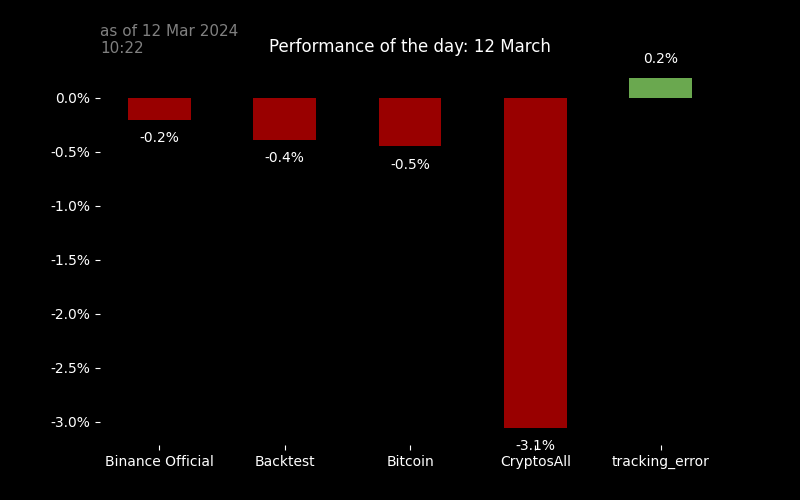 as of 12 Mar 2024
10:22
Performance of the day: 12 March
0.2%
0.0%
-0.2%
-0.4%
-0.5%
-0.5%
-1.0%
-1.5%
-2.0%
-2.5%
-3.0%
-3.1%
Binance Official
Backtest
Bitcoin
CryptosAll
tracking_error